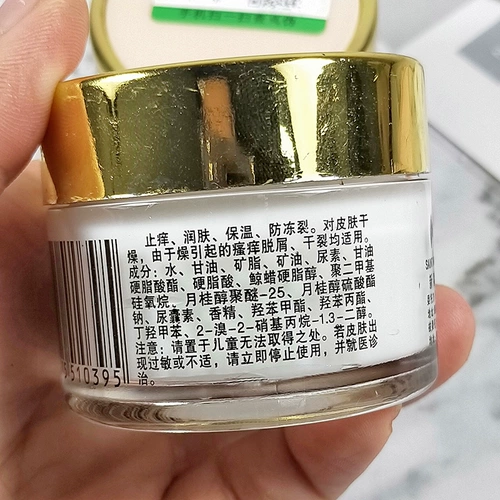 止痒、润肤、保温、防冻裂。对皮肤干
燥，由于燥引起的瘙痒脱屑、干裂均适用。
成分：水、甘油、矿脂、矿油、尿素、甘油
硬脂酸酯、硬脂酸、鲸蜡硬脂醇、聚二甲基
硅氧烷、月桂醇聚醚-25、月桂醇硫酸酯
钠、尿囊素、香精、羟苯甲酯、羟苯丙酯、
丁羟甲苯、2-溴-2-硝基丙烷-1.3-二醇。
注意：请置于儿童无法取得之处。若皮肤出
现过敏或不适，请立即停止使用，并就医诊
治。
510395